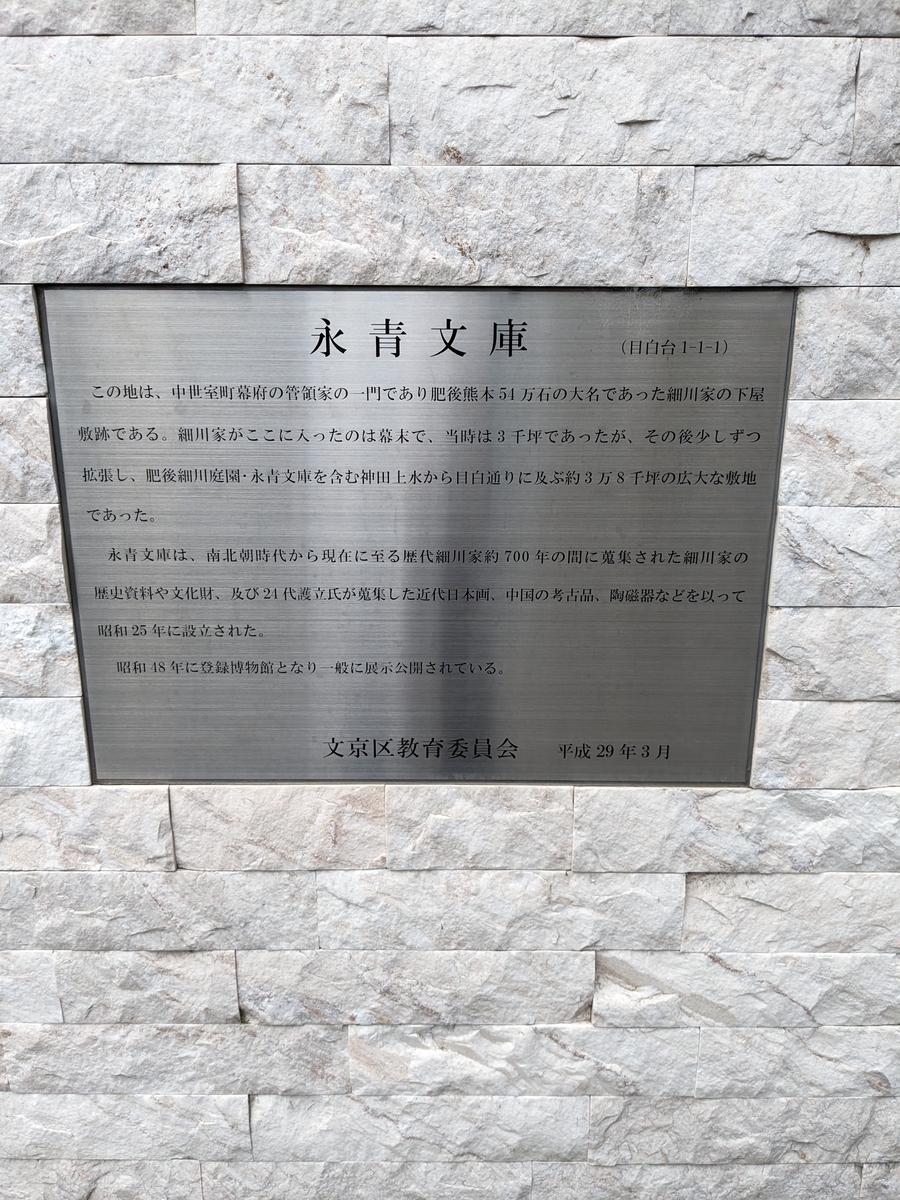 永青文庫
(目白台1-1-1)
この地は、中世室町幕府の管領家の一門であり肥後熊本54万石の大名であった細川家の下屋
敷跡である。細川家がここに入ったのは幕末で、当時は3千坪であったが、その後少しずつ
拡張し、肥後細川庭園・永青文庫を含む神田上水から目白通りに及ぶ約3万8千坪の広大な敷地
であった。
永青文庫は、南北朝時代から現在に至る歴代細川家約700年の間に蒐集された細川家の
歴史資料や文化財、及び24代護立氏が蒐集した近代日本画、中国の考古品、陶磁器などを以って
昭和25年に設立された。
昭和48年に登録博物館となり一般に展示公開されている。
文京区教育委員会 平成29年3月